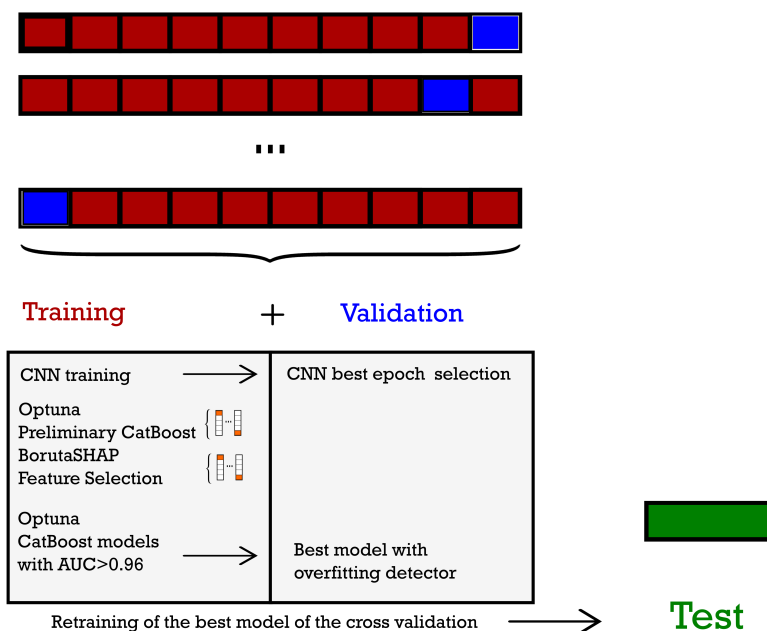 ...
Training + Validation
CNN training
CNN best epoch selection
Optuna
Preliminary CatBoost
...
BorutaSHAP
Feature Selection
...
Optuna
CatBoost models
with AUC>0.96
Best model with
overfitting detector
Retraining of the best model of the cross validation
Test